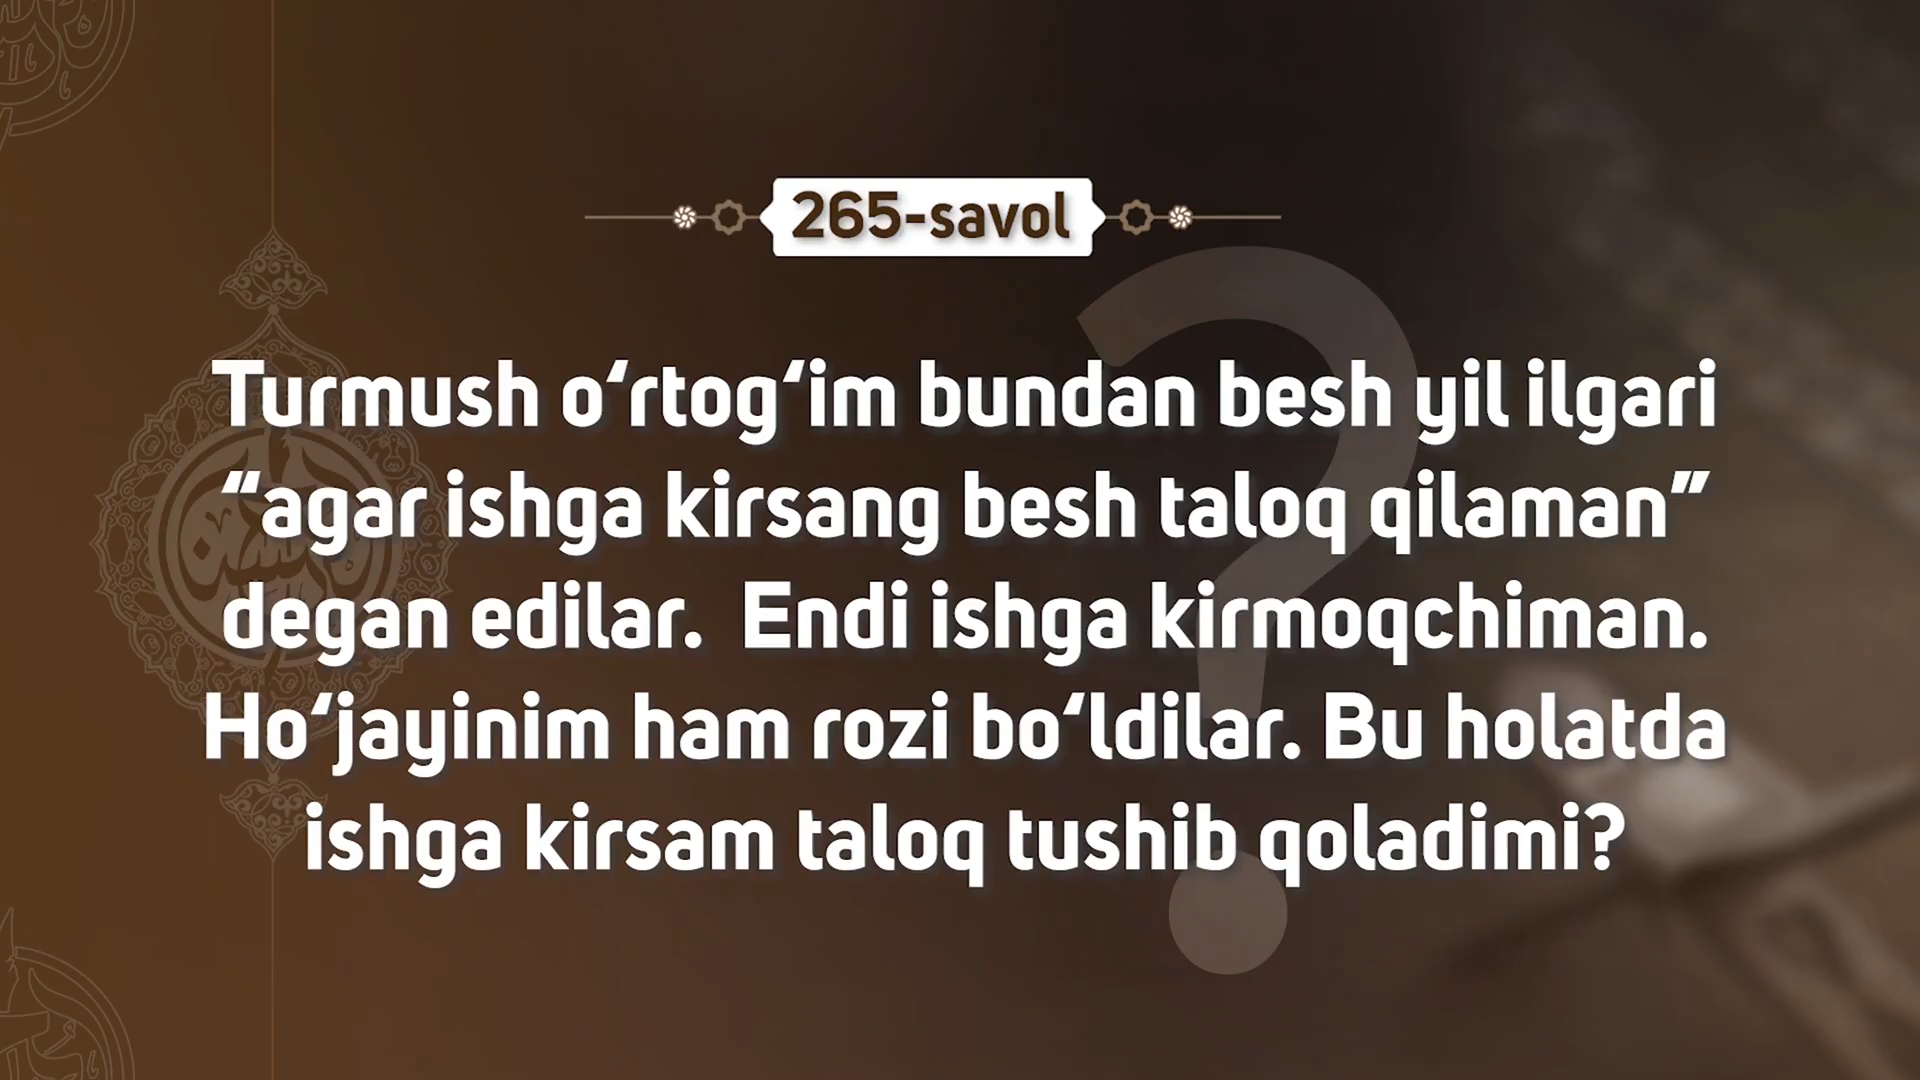 265-savol
Turmush o‘rtog‘im bundan besh yil ilgari
“agar ishga kirsang besh taloq qilaman”
degan edilar. Endi ishga kirmoqchiman.
Ho‘jayinim ham rozi bo‘ldilar. Bu holatda
ishga kirsam taloq tushib qoladimi?